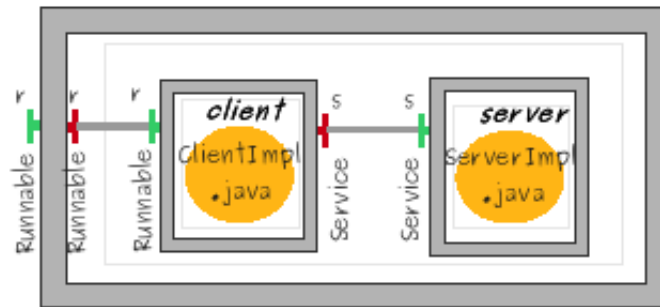 r
r
r
client
s
s
server
ClientImpl
.java
ServerImpl
.java
Runnable
Runnable
Runnable
Service
Service